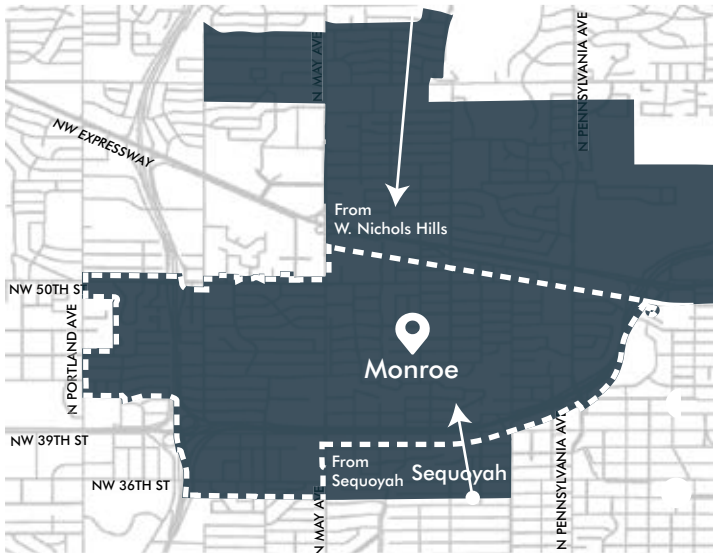 N MAY AVE
N PENNSYLVANIA AVE
NW EXPRESSWAY
From
W. Nichols Hills
NW 50TH ST
N PORTLAND AVE
Monroe
NW 39TH ST
From
Sequoyah
Sequoyah
NW 36TH ST
N MAY AVE
N PENNSYLVANIA AVE